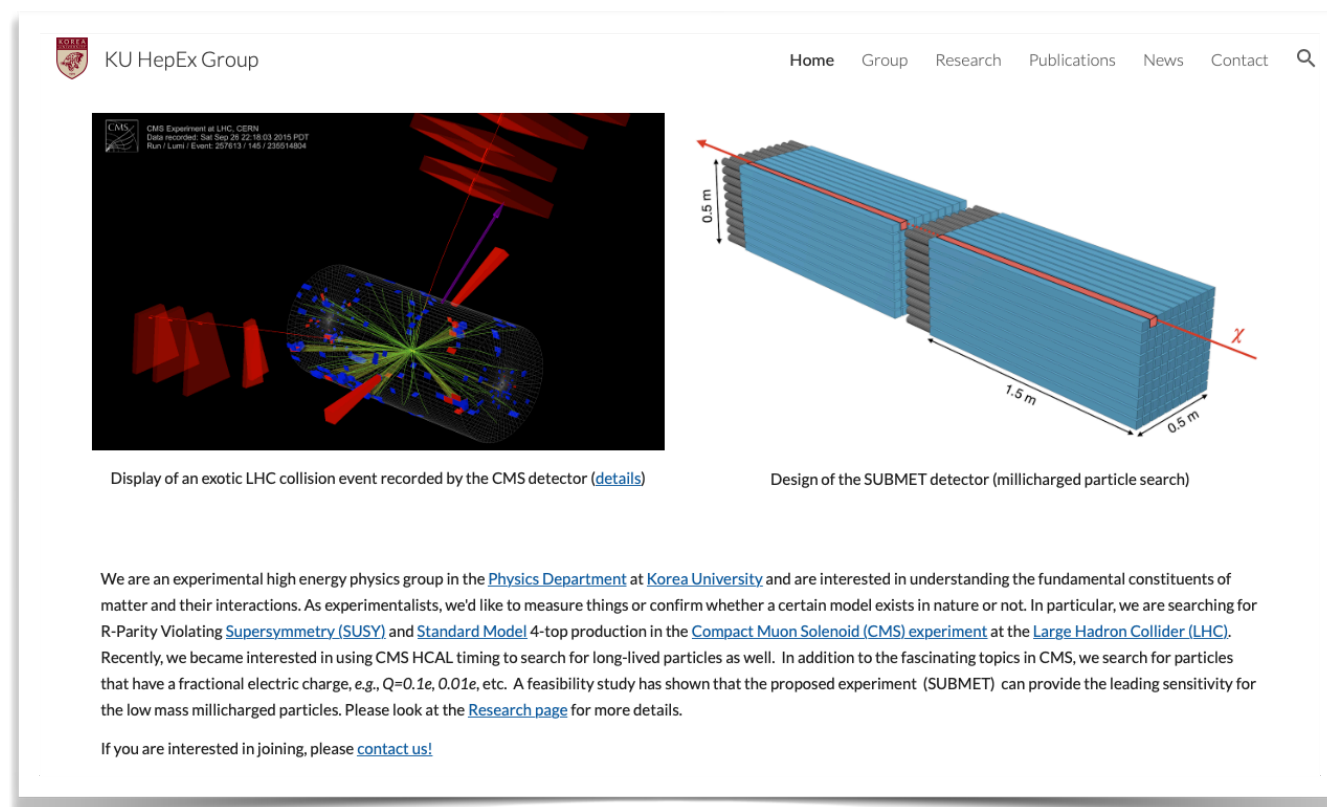 KOREA
UNIVERSITY
KU HepEx Group
Home Group Research Publications News Contact
CMS
CMS Experiment at LHC, CERN
Data recorded: Sat Sep 26 22:18:03 2015 PDT
Run / Lumi / Event: 257613 / 145 / 235514804
0.5 m
χ
1.5 m
0.5 m
Display of an exotic LHC collision event recorded by the CMS detector (details)
Design of the SUBMET detector (millicharged particle search)
We are an experimental high energy physics group in the Physics Department at Korea University and are interested in understanding the fundamental constituents of
matter and their interactions. As experimentalists, we'd like to measure things or confirm whether a certain model exists in nature or not. In particular, we are searching for
R-Parity Violating Supersymmetry (SUSY) and Standard Model 4-top production in the Compact Muon Solenoid (CMS) experiment at the Large Hadron Collider (LHC).
Recently, we became interested in using CMS HCAL timing to search for long-lived particles as well. In addition to the fascinating topics in CMS, we search for particles
that have a fractional electric charge, e.g., Q=0.1e, 0.01e, etc. A feasibility study has shown that the proposed experiment (SUBMET) can provide the leading sensitivity for
the low mass millicharged particles. Please look at the Research page for more details.
If you are interested in joining, please contact us!